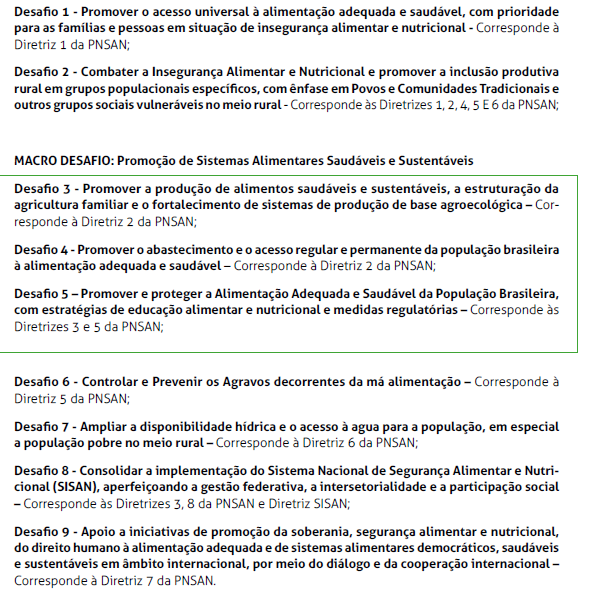 Desafio 1 - Promover o acesso universal à alimentação adequada e saudável, com prioridade
para as famílias e pessoas em situação de insegurança alimentar e nutricional - Corresponde à
Diretriz 1 da PNSAN;
Desafio 2 - Combater a Insegurança Alimentar e Nutricional e promover a inclusão produtiva
rural em grupos populacionais específicos, com ênfase em Povos e Comunidades Tradicionais e
outros grupos sociais vulneráveis no meio rural - Corresponde às Diretrizes 1, 2, 4, 5 E 6 da PNSAN;
MACRO DESAFIO: Promoção de Sistemas Alimentares Saudáveis e Sustentáveis
Desafio 3 - Promover a produção de alimentos saudáveis e sustentáveis, a estruturação da
agricultura familiar e o fortalecimento de sistemas de produção de base agroecológica – Cor-
responde à Diretriz 2 da PNSAN;
Desafio 4 - Promover o abastecimento e o acesso regular e permanente da população brasileira
à alimentação adequada e saudável – Corresponde à Diretriz 2 da PNSAN;
Desafio 5 – Promover e proteger a Alimentação Adequada e Saudável da População Brasileira,
com estratégias de educação alimentar e nutricional e medidas regulatórias – Corresponde às
Diretrizes 3 e 5 da PNSAN;
Desafio 6 - Controlar e Prevenir os Agravos decorrentes da má alimentação – Corresponde à
Diretriz 5 da PNSAN;
Desafio 7 - Ampliar a disponibilidade hídrica e o acesso à agua para a população, em especial
a população pobre no meio rural – Corresponde à Diretriz 6 da PNSAN;
Desafio 8 - Consolidar a implementação do Sistema Nacional de Segurança Alimentar e Nutri-
cional (SISAN), aperfeiçoando a gestão federativa, a intersetorialidade e a participação social
– Corresponde às Diretrizes 3, 8 da PNSAN e Diretriz SISAN;
Desafio 9 - Apoio a iniciativas de promoção da soberania, segurança alimentar e nutricional,
do direito humano à alimentação adequada e de sistemas alimentares democráticos, saudáveis
e sustentáveis em âmbito internacional, por meio do diálogo e da cooperação internacional –
Corresponde à Diretriz 7 da PNSAN.